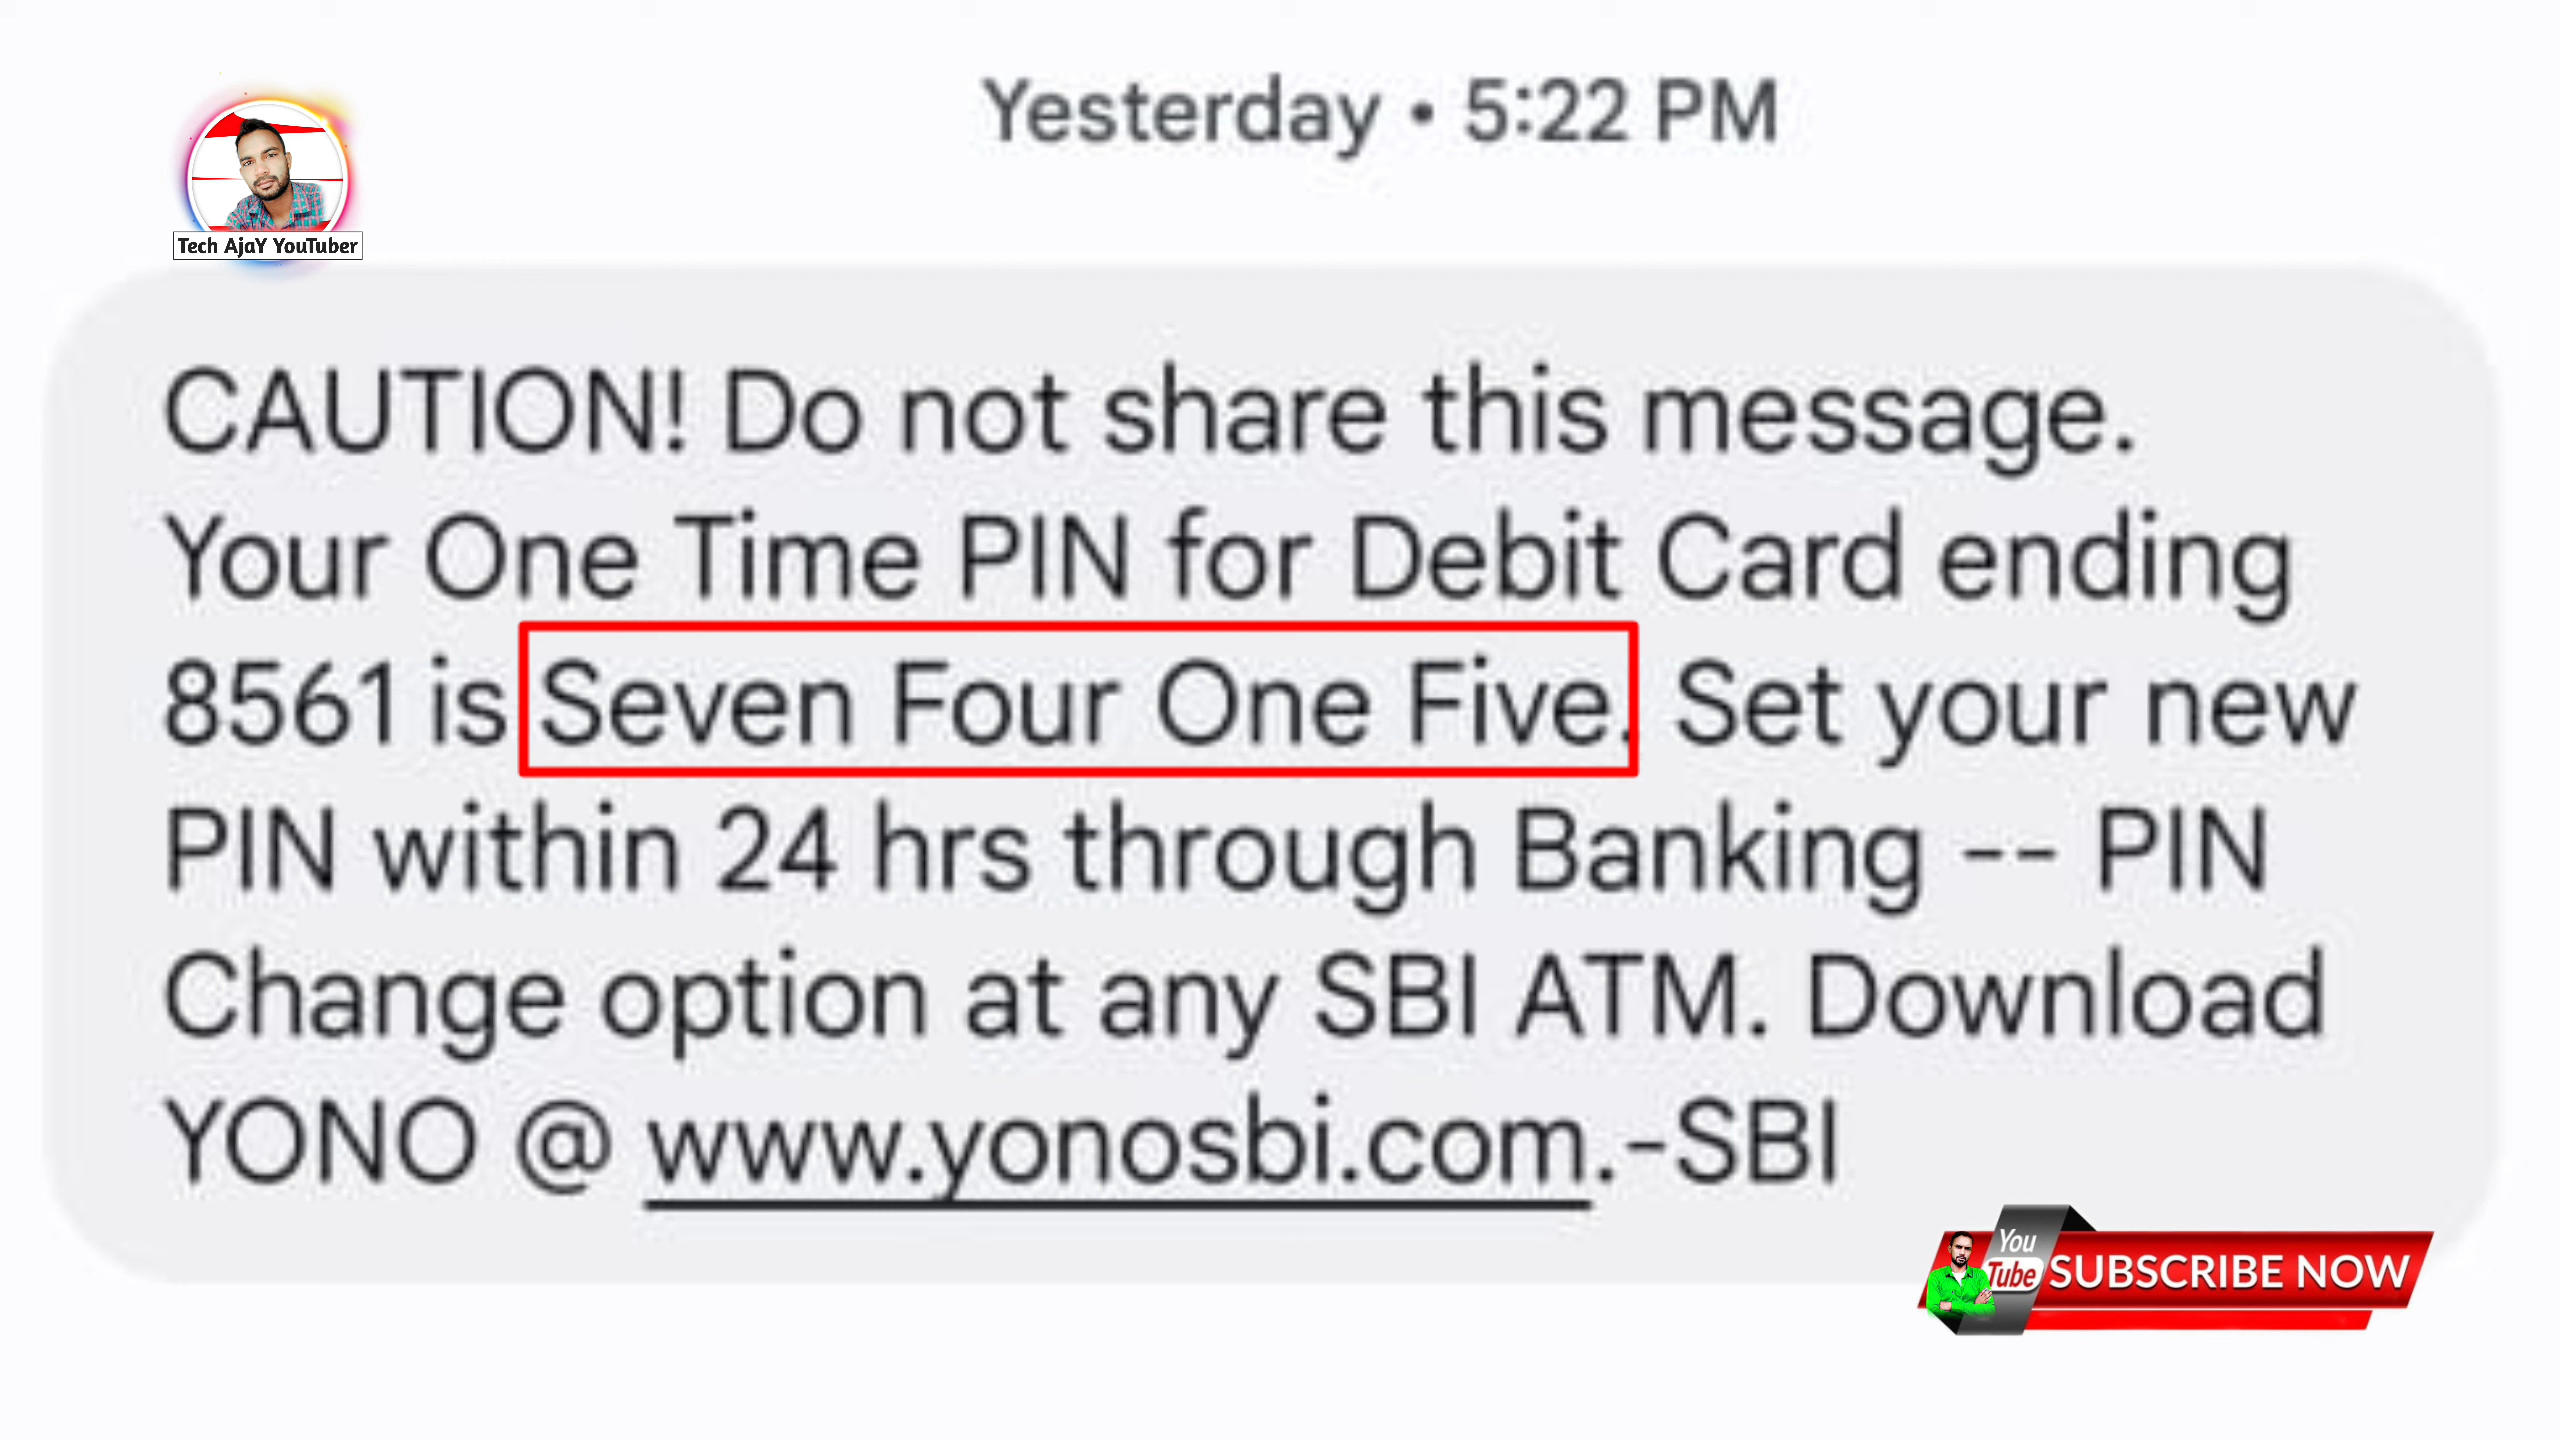 Yesterday • 5:22 PM
Tech AjaY YouTuber
CAUTION! Do not share this message.
Your One Time PIN for Debit Card ending
8561 is Seven Four One Five. Set your new
PIN within 24 hrs through Banking -- PIN
Change option at any SBI ATM. Download
YONO @ www.yonosbi.com.-SBI
You
Tube SUBSCRIBE NOW